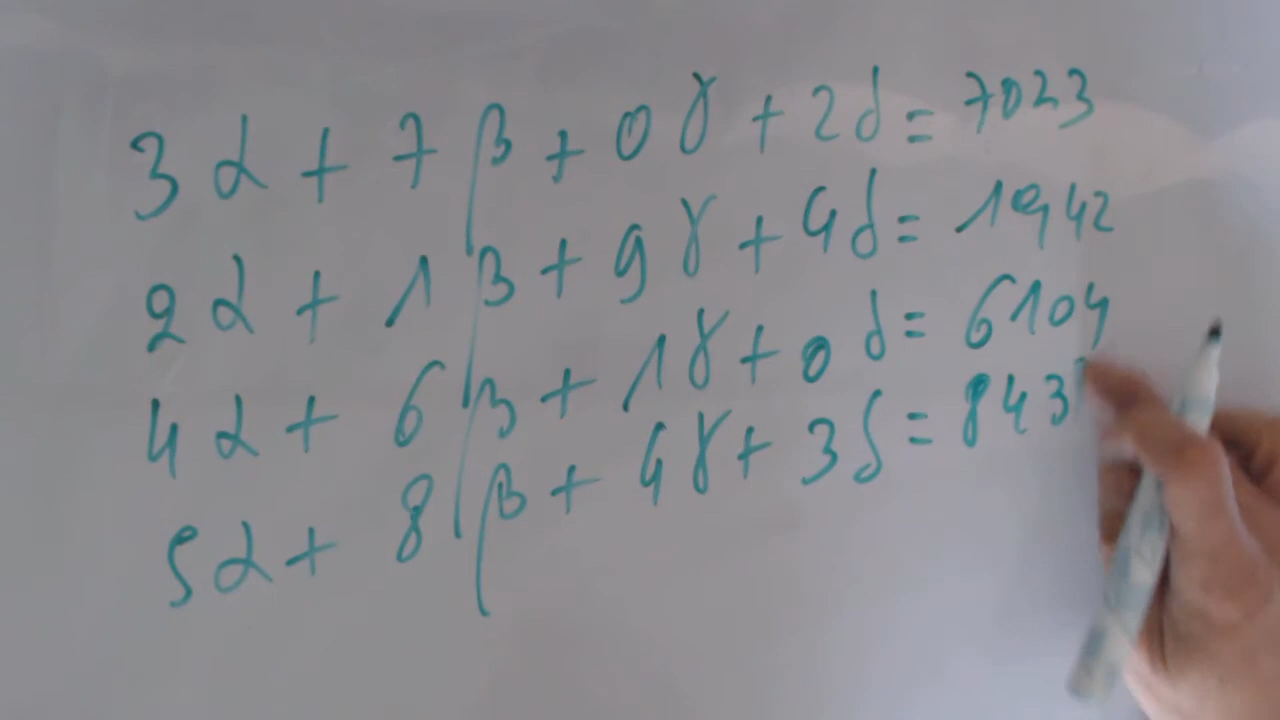 3α + 7β + 0γ + 2δ = 7023
2α + 1β + 9γ + 4δ = 1942
4α + 6β + 1γ + 0δ = 6104
5α + 8β + 4γ + 3δ = 843